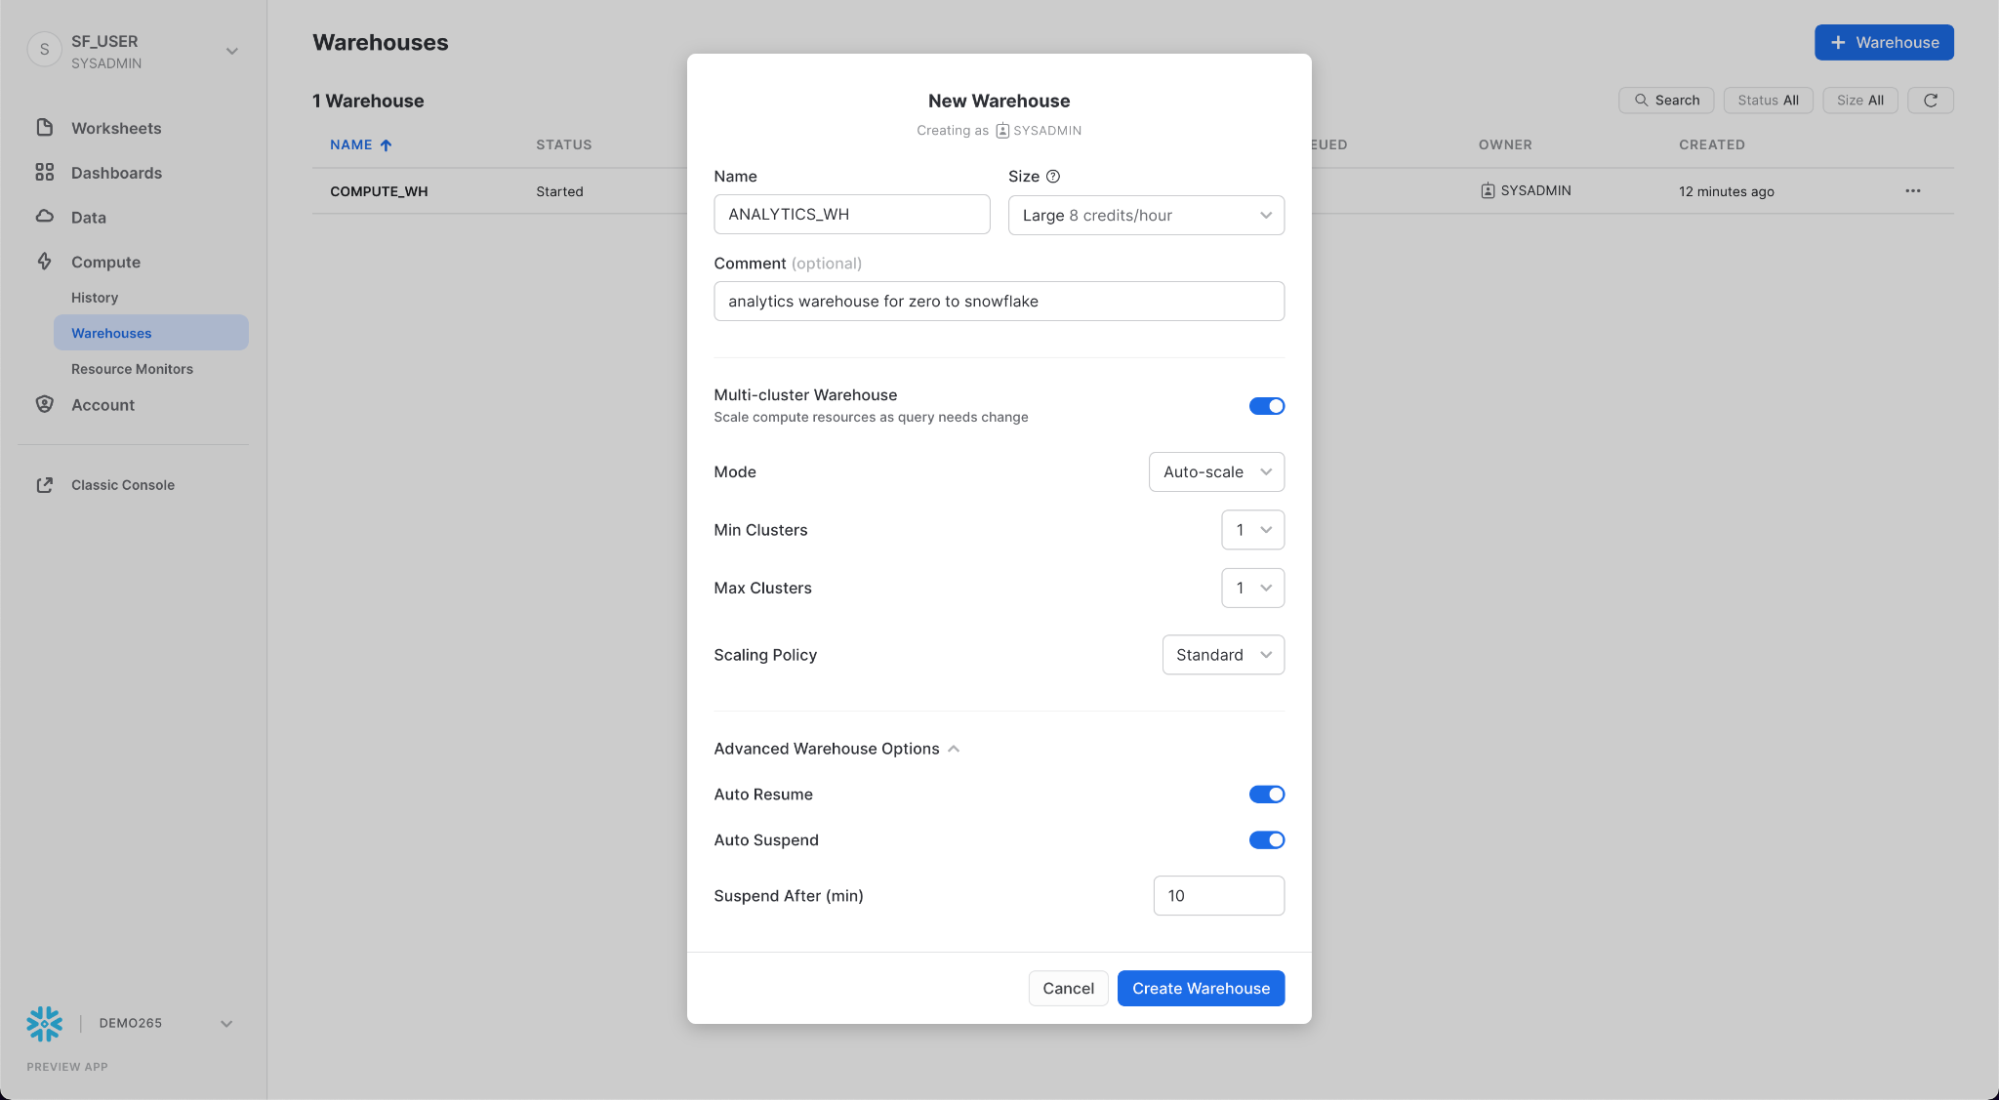 S
SF_USER
SYSADMIN
Worksheets
Dashboards
Data
Compute
History
Warehouses
Resource Monitors
Account
Classic Console
DEMO265
PREVIEW APP
Warehouses
+ Warehouse
1 Warehouse
Search
Status All
Size All
NAME STATUS EUED OWNER CREATED
COMPUTE_WH Started SYSADMIN 12 minutes ago
New Warehouse
Creating as SYSADMIN
Name Size
ANALYTICS_WH Large 8 credits/hour
Comment (optional)
analytics warehouse for zero to snowflake
Multi-cluster Warehouse
Scale compute resources as query needs change
Mode Auto-scale
Min Clusters 1
Max Clusters 1
Scaling Policy Standard
Advanced Warehouse Options
Auto Resume
Auto Suspend
Suspend After (min) 10
Cancel Create Warehouse